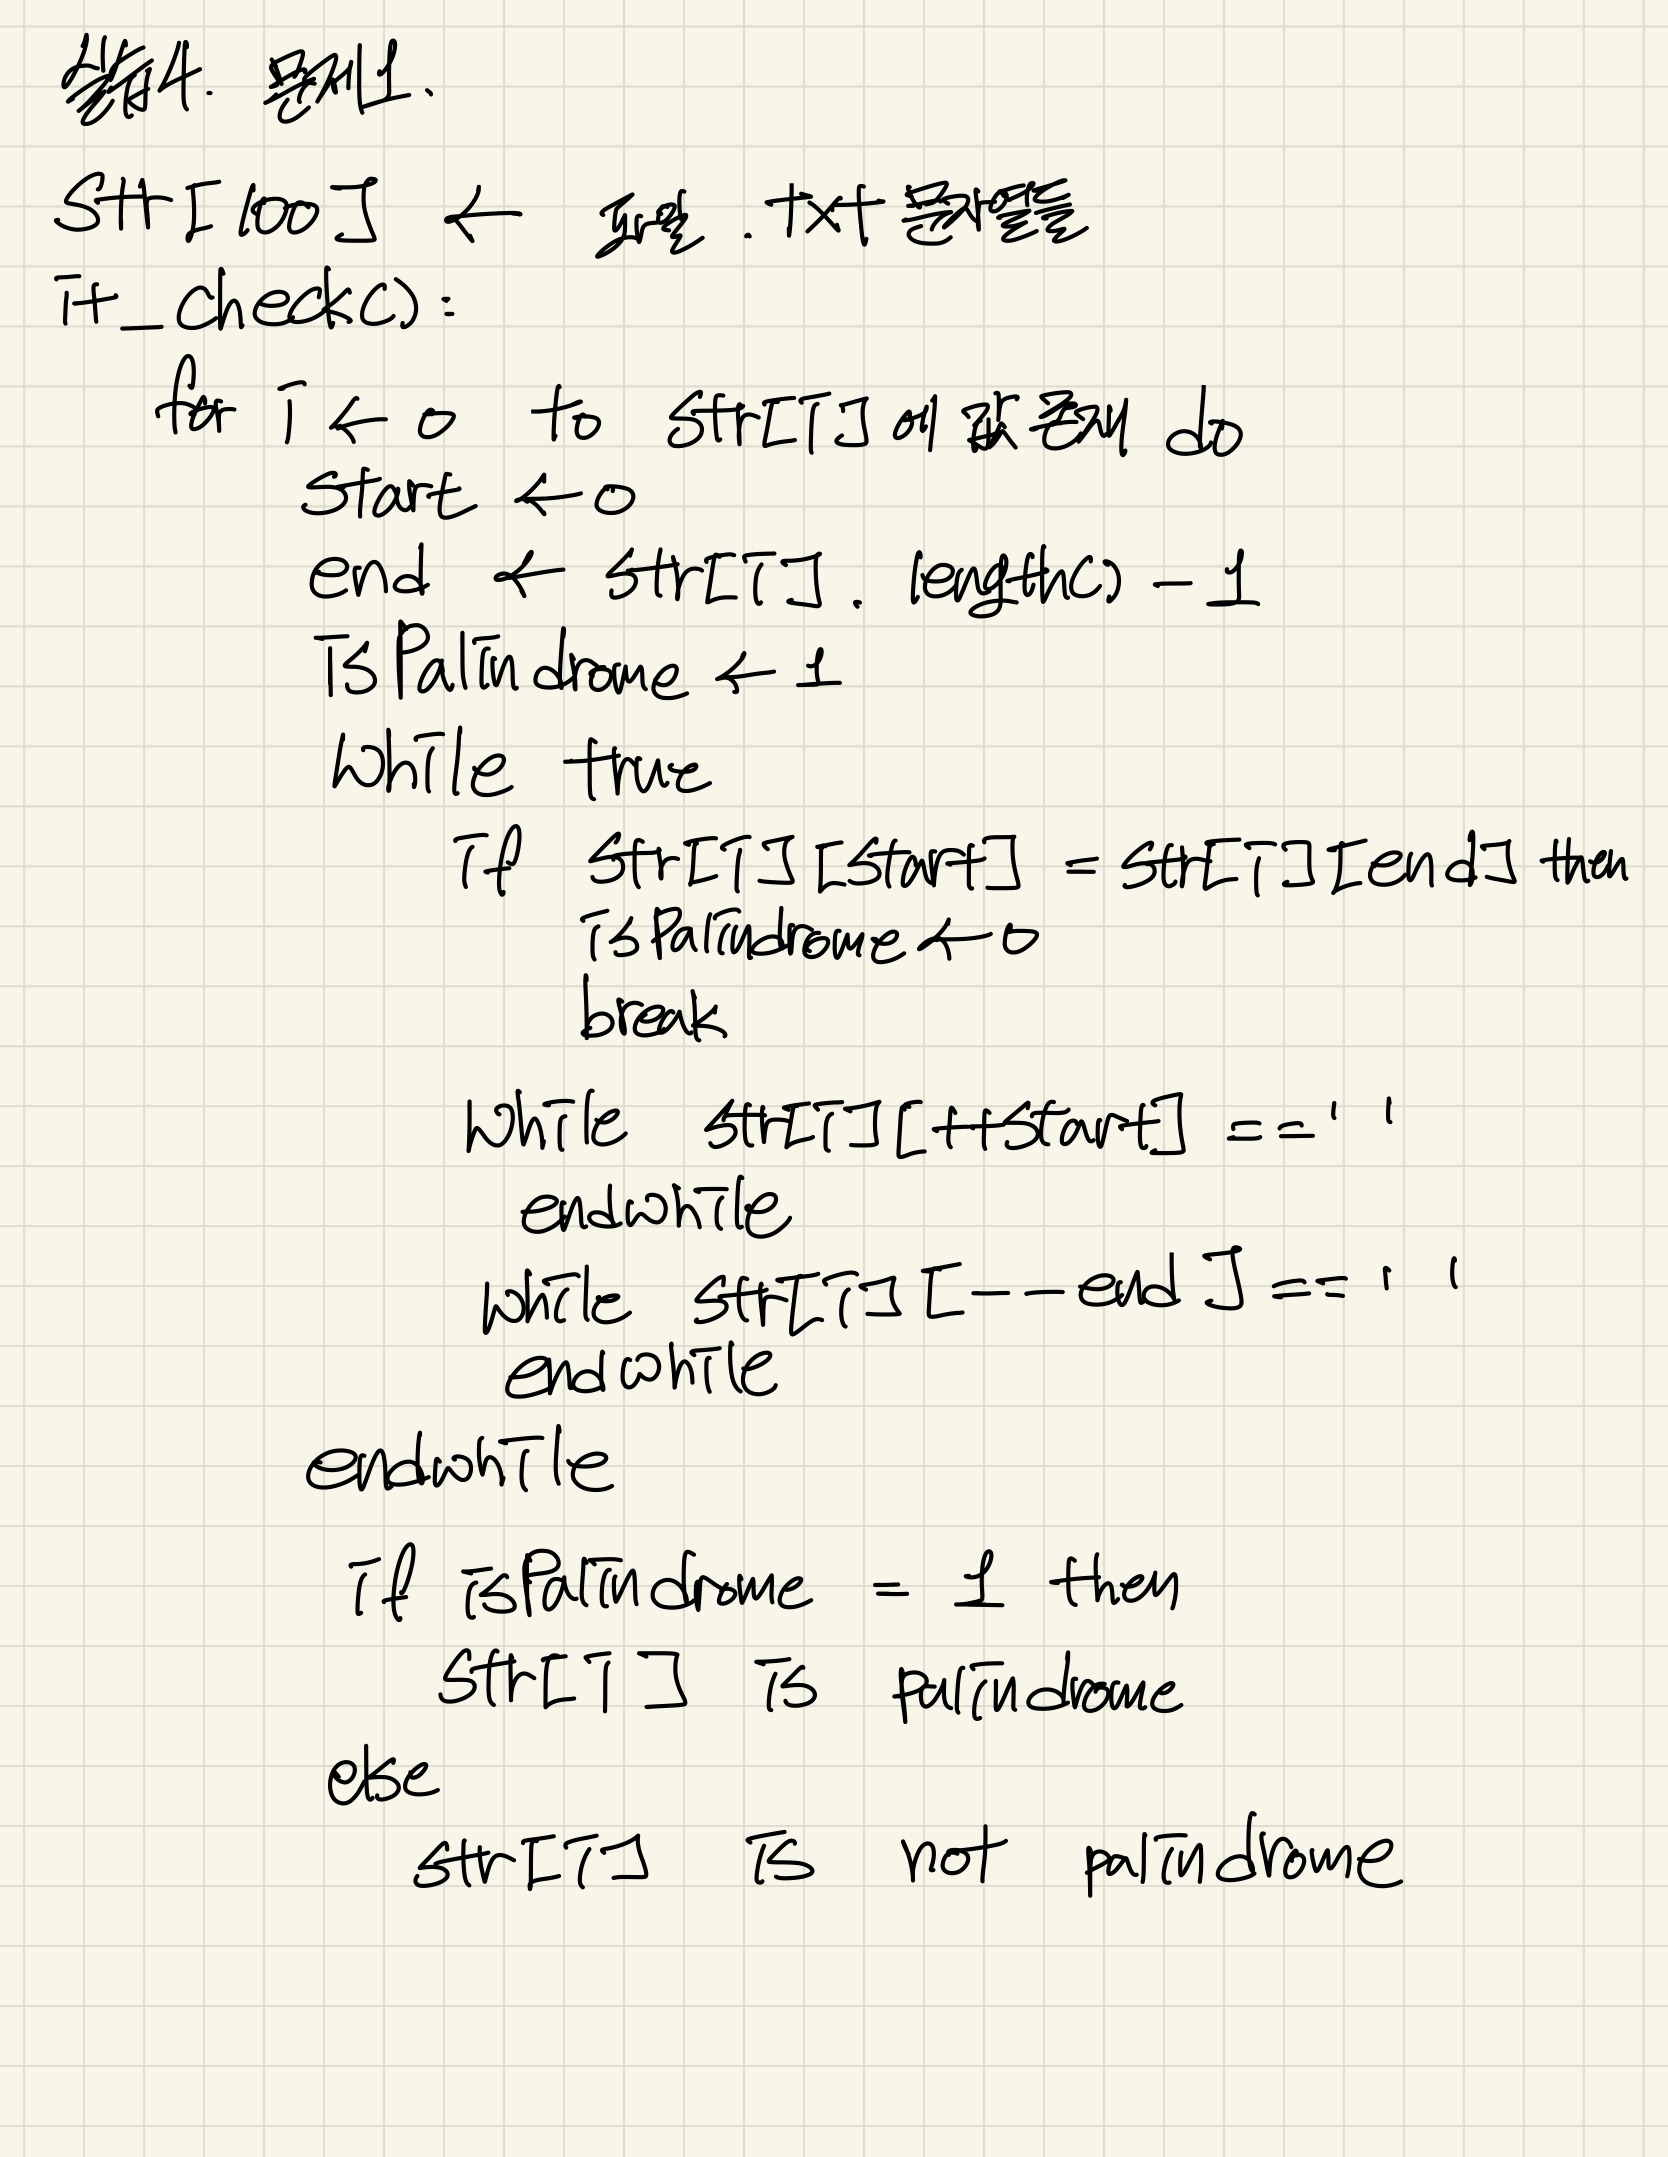 실습4. 문제1.
Str[100] ← 파일.txt 문자열들
it_check():
for i ← 0 to str[i]에 값 존재 do
start ← 0
end ← str[i].length() - 1
isPalindrome ← 1
while true
if str[i][start] = str[i][end] then
isPalindrome ← 0
break
while str[i][++start] == ' '
endwhile
while str[i][--end] == ' '
endwhile
endwhile
if isPalindrome = 1 then
str[i] is palindrome
else
str[i] is not palindrome